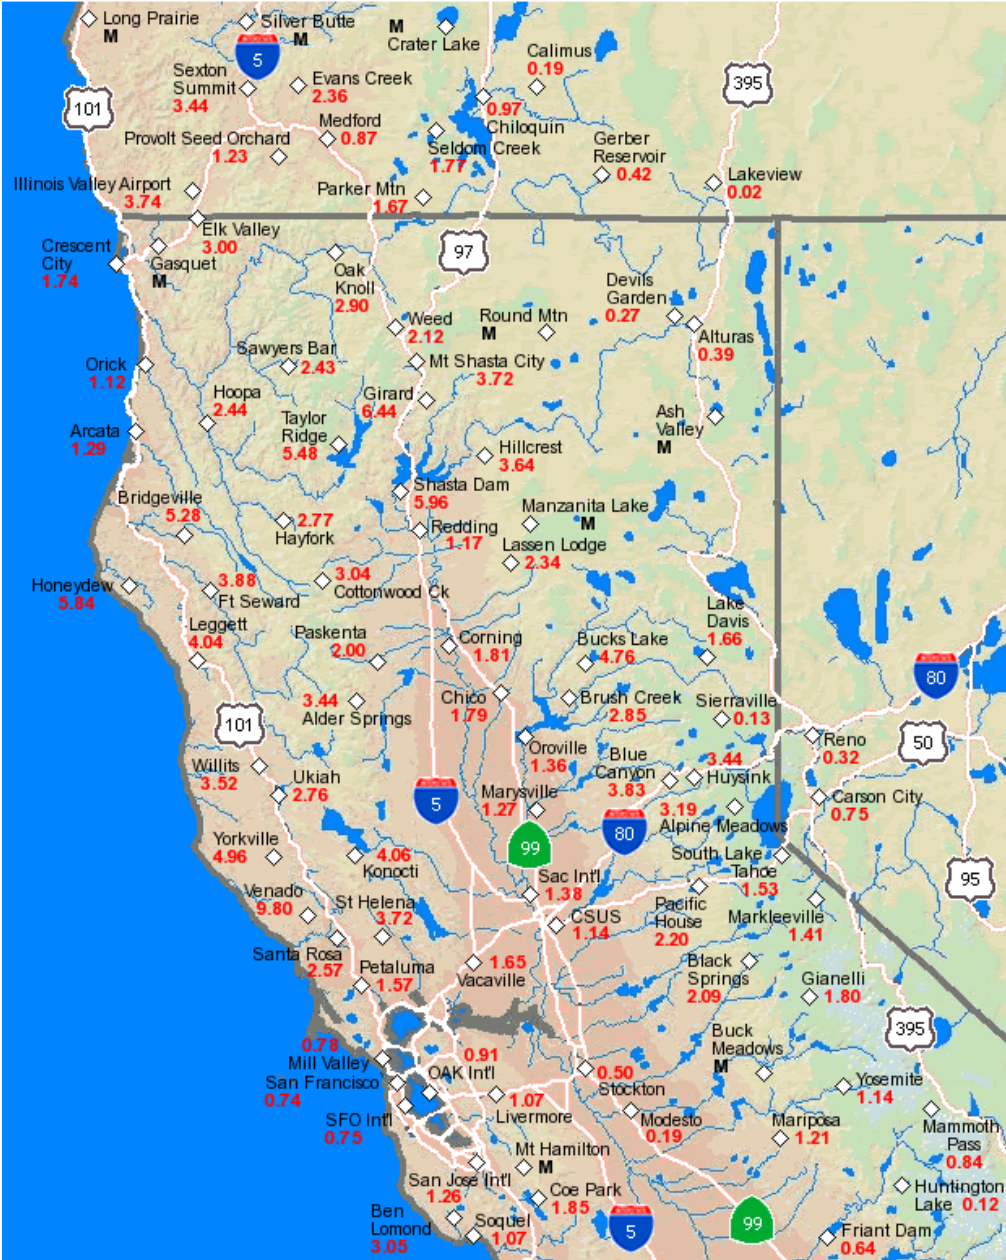 Long Prairie
M
Silver Butte
M
M
Crater Lake
5
Calimus
0.19
395
101
Sexton
Summit
3.44
Evans Creek
2.36
0.97
Chiloquin
Medford
0.87
Provolt Seed Orchard
1.23
Seldom Creek
1.77
Gerber
Reservoir
0.42
Lakeview
0.02
Illinois Valley Airport
3.74
Parker Mtn
1.67
Elk Valley
3.00
Crescent
City
1.74
Gasquet
M
97
Oak
Knoll
2.90
Devils
Garden
0.27
Weed
2.12
Round Mtn
M
Alturas
0.39
Orick
1.12
Sawyers Bar
2.43
Mt Shasta City
3.72
Hoopa
2.44
Girard
6.44
Arcata
1.29
Taylor
Ridge
5.48
Ash
Valley
M
Hillcrest
3.64
Shasta Dam
5.96
Bridgeville
5.28
2.77
Hayfork
Redding
1.17
Manzanita Lake
M
Lassen Lodge
2.34
Honeydew
5.84
3.88
Ft Seward
3.04
Cottonwood Ck
Leggett
4.04
Paskenta
2.00
Corning
1.81
Bucks Lake
4.76
Lake
Davis
1.66
80
3.44
Alder Springs
Chico
1.79
Brush Creek
2.85
Sierraville
0.13
101
Oroville
1.36
Reno
0.32
50
Willits
3.52
Ukiah
2.76
Blue
Canyon
3.83
3.44
Huysink
5
Marysville
1.27
3.19
Alpine Meadows
Carson City
0.75
80
99
Yorkville
4.96
4.06
Konocti
South Lake
Tahoe
1.53
95
Venado
9.80
St Helena
3.72
Sac Int'l
1.38
CSUS
1.14
Pacific
House
2.20
Markleeville
1.41
Santa Rosa
2.57
Petaluma
1.57
1.65
Vacaville
Black
Springs
2.09
Gianelli
1.80
395
0.78
Mill Valley
0.91
OAK Int'l
Buck
Meadows
M
San Francisco
0.74
0.50
Stockton
Yosemite
1.14
SFO Int'l
0.75
1.07
Livermore
Modesto
0.19
Mariposa
1.21
Mammoth
Pass
0.84
Mt Hamilton
M
San Jose Int'l
1.26
Coe Park
1.85
Huntington
Lake 0.12
Ben
Lomond
3.05
Soquel
1.07
5
99
Friant Dam
0.64